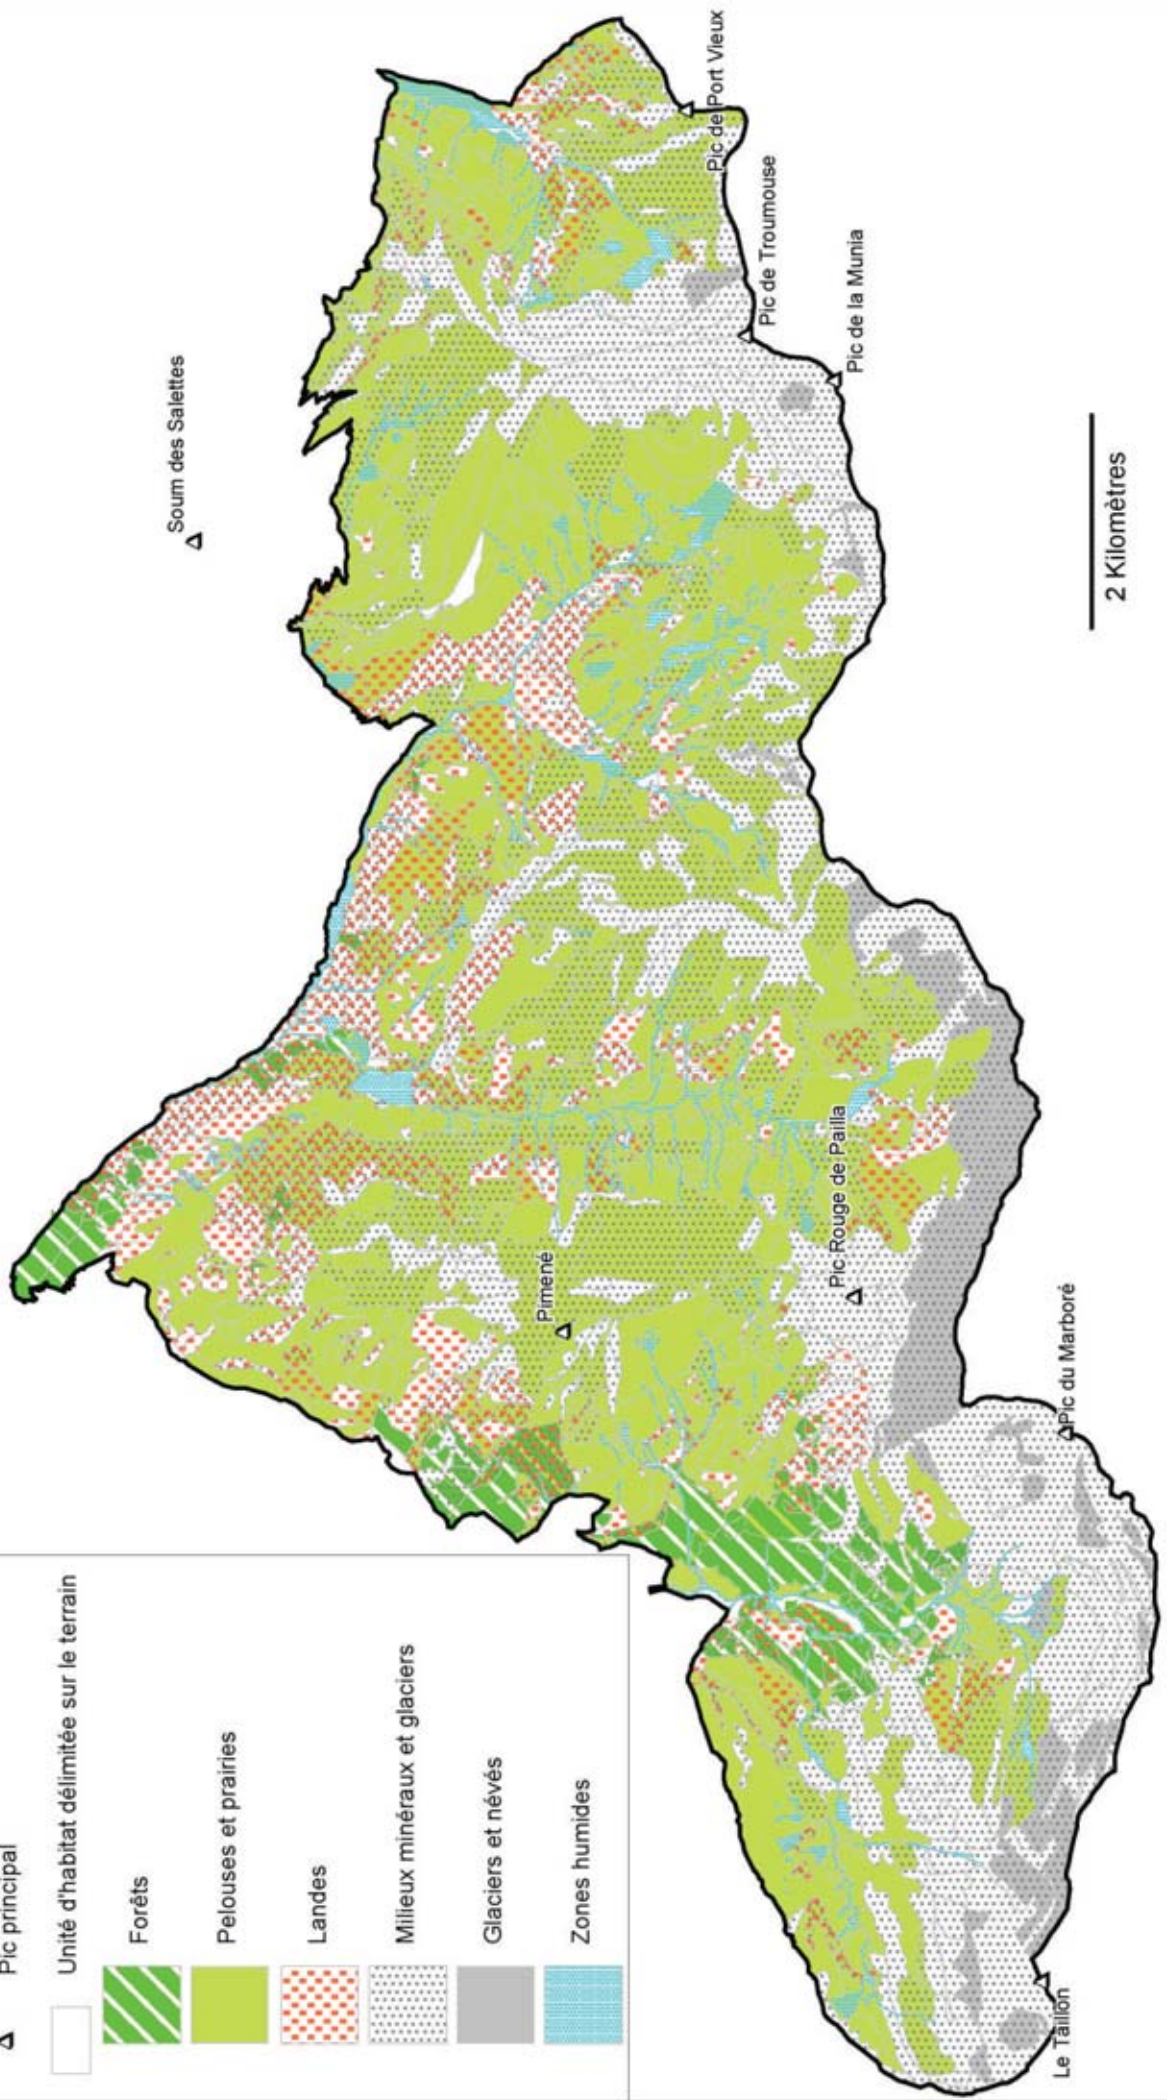 Pic principal
Unité d'habitat délimitée sur le terrain
Forêts
Pelouses et prairies
Landes
Milieux minéraux et glaciers
Glaciers et névés
Zones humides
Soum des Salettes
Pimené
Pic Rouge de Pailla
Le Taillon
Pic du Marboré
Pic de la Munia
Pic de Troumouse
Pic de Port Vieux
2 Kilomètres